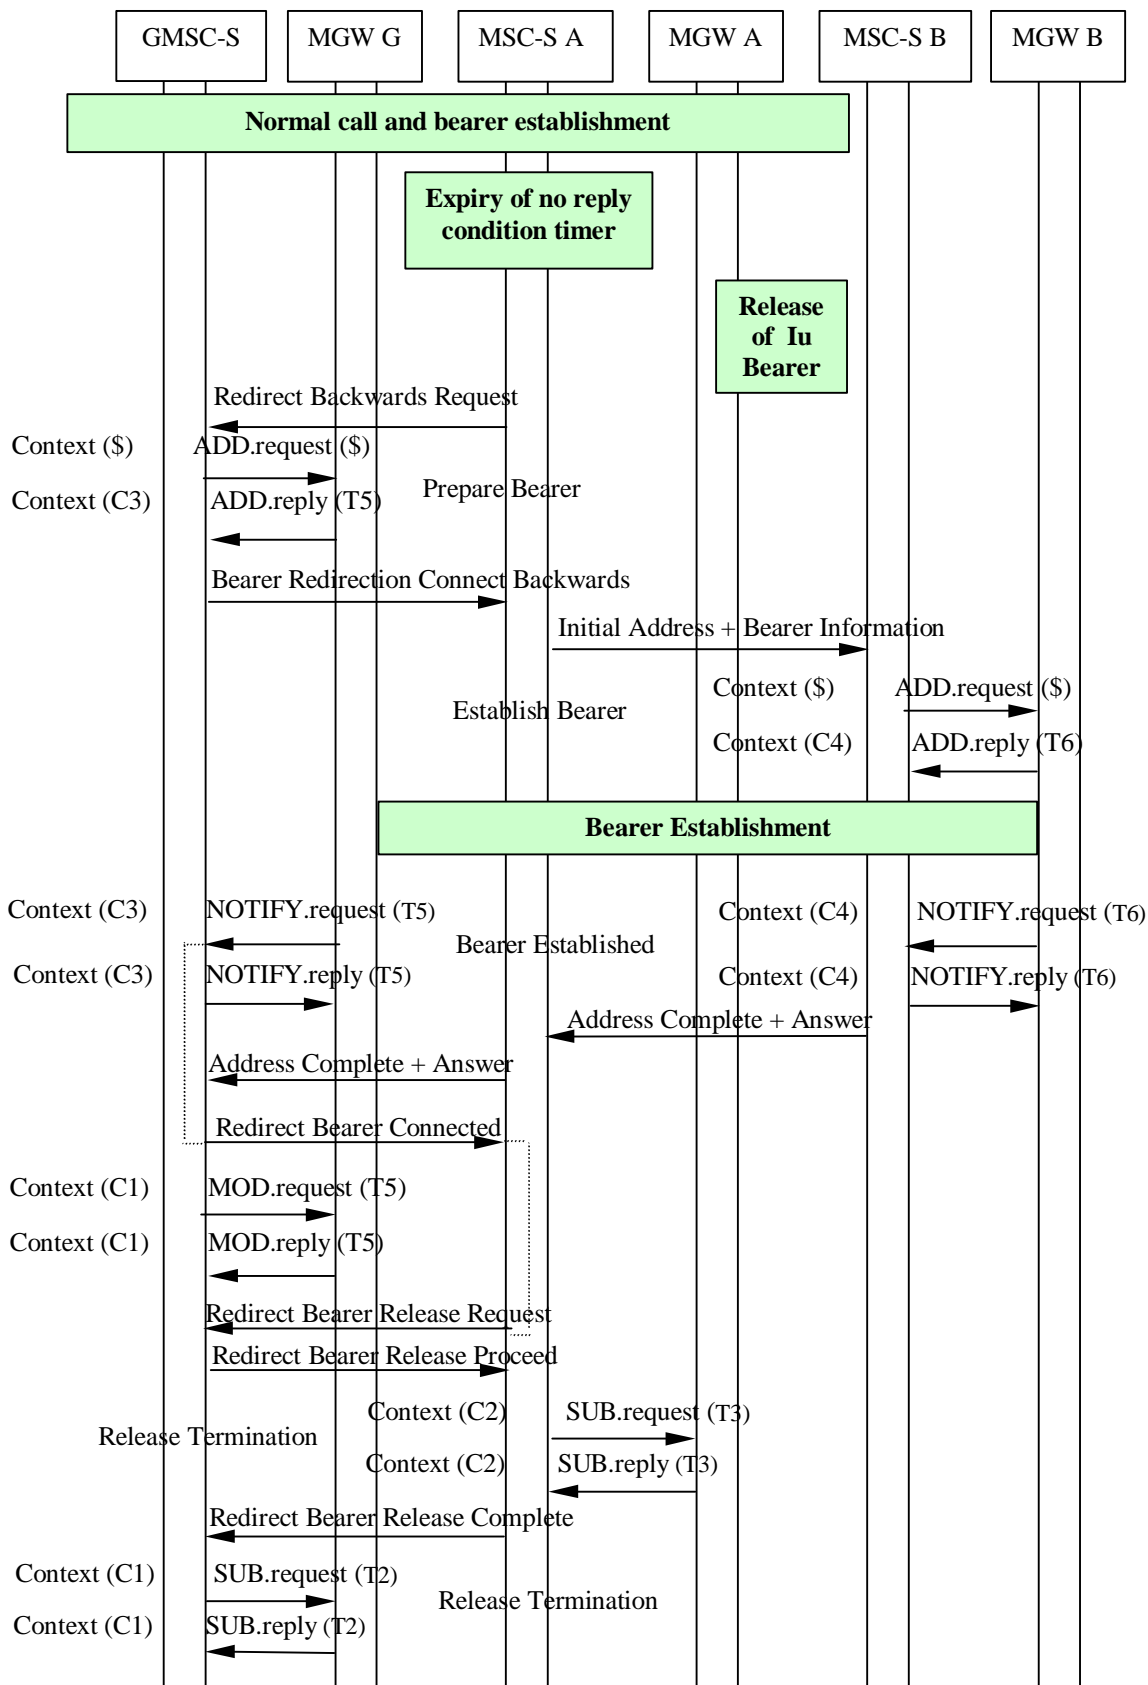 GMSC-S
MGW G
MSC-S A
MGW A
MSC-S B
MGW B
Normal call and bearer establishment
Expiry of no reply
condition timer
Release
of Iu
Bearer
Redirect Backwards Request
Context ($)
ADD.request ($)
Prepare Bearer
Context (C3)
ADD.reply (T5)
Bearer Redirection Connect Backwards
Initial Address + Bearer Information
Context ($)
ADD.request ($)
Establish Bearer
Context (C4)
ADD.reply (T6)
Bearer Establishment
Context (C3)
NOTIFY.request (T5)
Context (C4)
NOTIFY.request (T6)
Bearer Established
Context (C3)
NOTIFY.reply (T5)
Context (C4)
NOTIFY.reply (T6)
Address Complete + Answer
Address Complete + Answer
Redirect Bearer Connected
Context (C1)
MOD.request (T5)
Context (C1)
MOD.reply (T5)
Redirect Bearer Release Request
Redirect Bearer Release Proceed
Context (C2)
SUB.request (T3)
Release Termination
Context (C2)
SUB.reply (T3)
Redirect Bearer Release Complete
Context (C1)
SUB.request (T2)
Release Termination
Context (C1)
SUB.reply (T2)